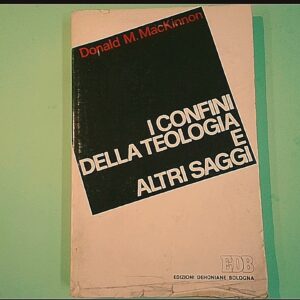 Donald M. MacKinnon
I CONFINI
DELLA TEOLOGIA
E
ALTRI SAGGI
EDB
EDIZIONI DEHONIANE BOLOGNA